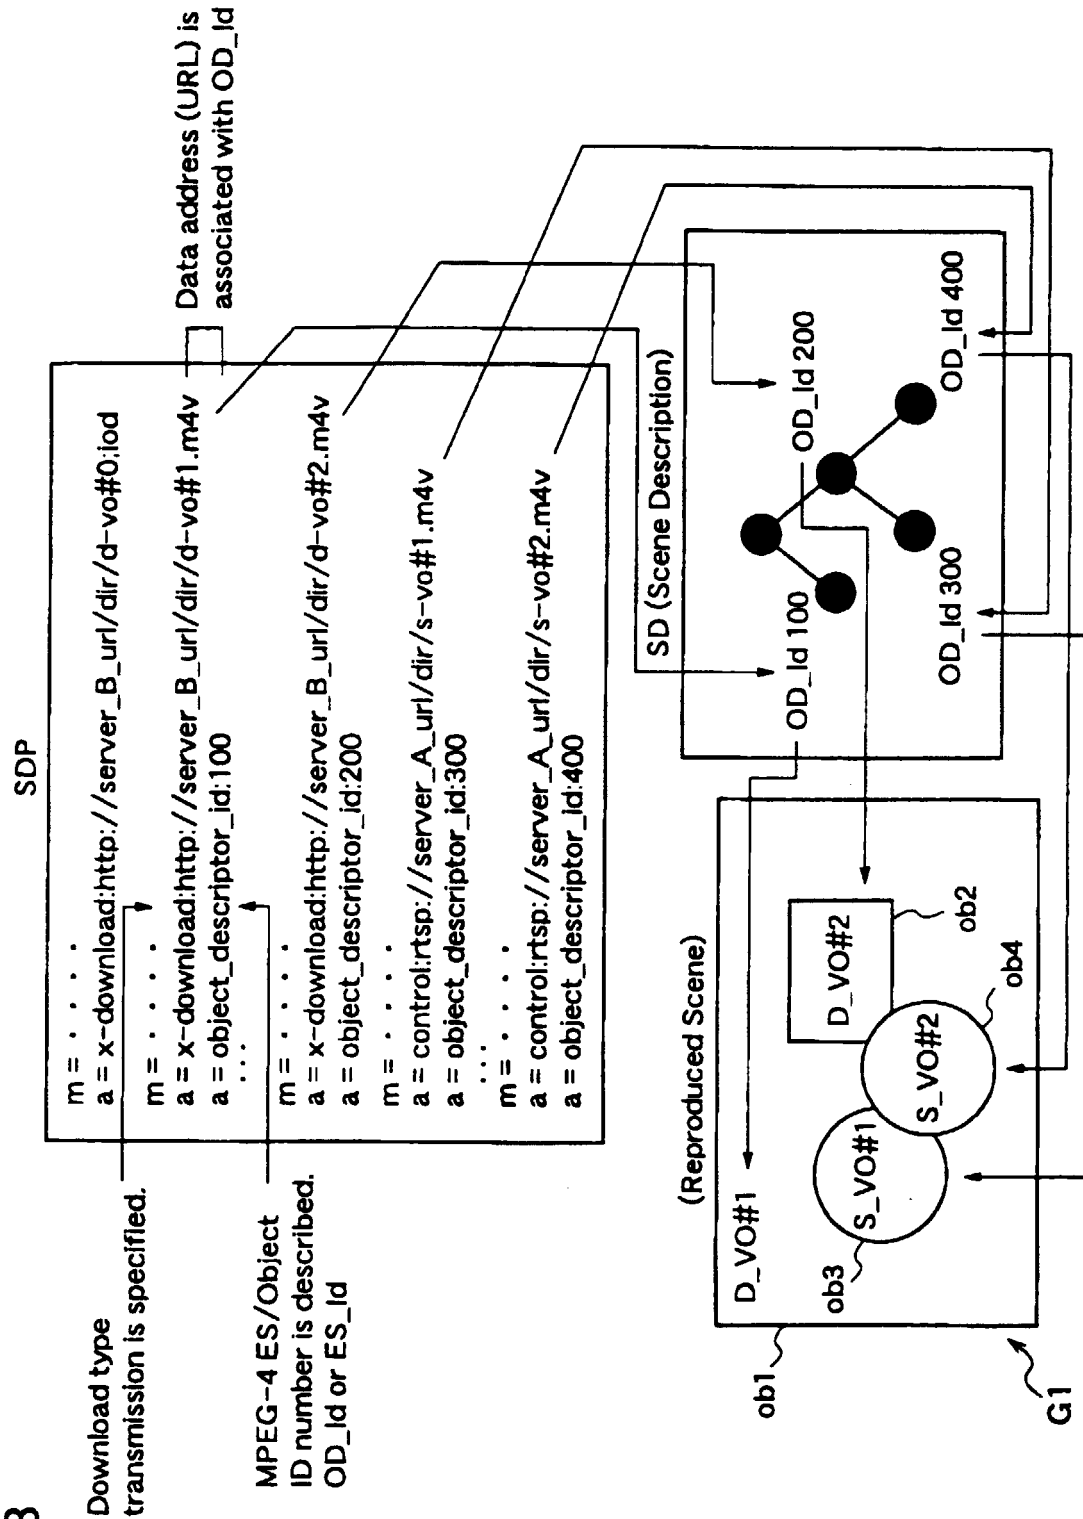 SDP
m = · · · ·
a = x-download:http://server_B_url/dir/d-vo#0;iod
m = · · · ·
a = x-download:http://server_B_url/dir/d-vo#1.m4v
a = object_descriptor_id:100
...
m = · · · ·
a = x-download:http://server_B_url/dir/d-vo#2.m4v
a = object_descriptor_id:200
m = · · · ·
a = control:rtsp://server_A_url/dir/s-vo#1.m4v
a = object_descriptor_id:300
...
m = · · · ·
a = control:rtsp://server_A_url/dir/s-vo#2.m4v
a = object_descriptor_id:400
Download type
transmission is specified.
MPEG-4 ES/Object
ID number is described.
OD_Id or ES_Id
Data address (URL) is
associated with OD_Id
(Reproduced Scene)
D_VO#1
D_VO#2
S_VO#1
S_VO#2
ob1
ob2
ob3
ob4
G1
SD (Scene Description)
OD_Id 100
OD_Id 200
OD_Id 300
OD_Id 400